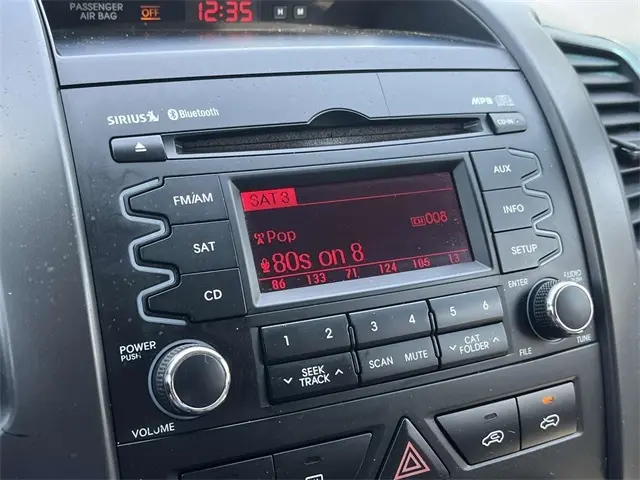 PASSENGER
AIR BAG
OFF
12:35
H
M
SIRIUS
Bluetooth
MP3
CD-IN
FM/AM
SAT
CD
SAT 3
CH 008
Pop
80s on 8
86 133 71 124 105 13
AUX
INFO
SETUP
POWER
PUSH
VOLUME
1 2
3 4
5 6
SEEK
TRACK
SCAN MUTE
CAT
FOLDER
ENTER
AUDIO
FILE
TUNE